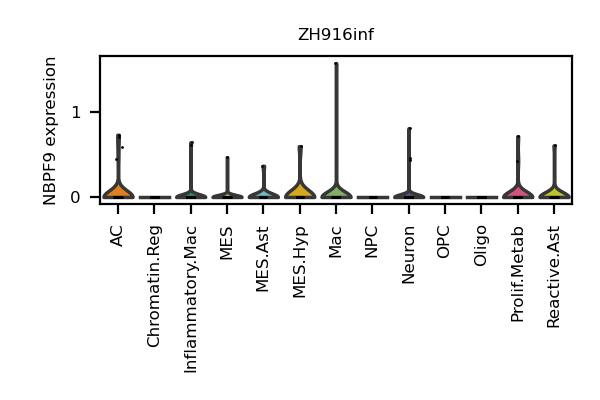 ZH916inf
NBPF9 expression
1
0
AC
Chromatin.Reg
Inflammatory.Mac
MES
MES.Ast
MES.Hyp
Mac
NPC
Neuron
OPC
Oligo
Prolif.Metab
Reactive.Ast